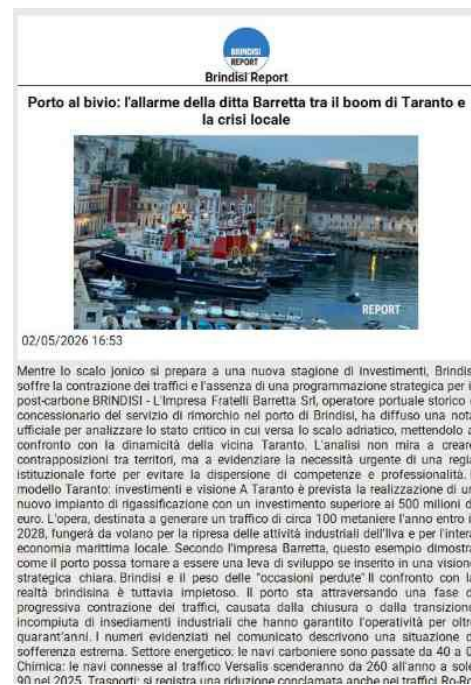 BRINDISI
REPORT
Brindisi Report
Porto al bivio: l'allarme della ditta Barretta tra il boom di Taranto e
la crisi locale
REPORT
02/05/2026 16:53
Mentre lo scalo jonico si prepara a una nuova stagione di investimenti, Brindis
soffre la contrazione dei traffici e l'assenza di una programmazione strategica per i
post-carbone BRINDISI - L'Impresa Fratelli Barretta Srl, operatore portuale storico
concessionario del servizio di rimorchio nel porto di Brindisi, ha diffuso una nota
ufficiale per analizzare lo stato critico in cui versa lo scalo adriatico, mettendolo a
confronto con la dinamicità della vicina Taranto. L'analisi non mira a creare
contrapposizioni tra territori, ma a evidenziare la necessità urgente di una regia
istituzionale forte per evitare la dispersione di competenze e professionalità.
modello Taranto: investimenti e visione A Taranto è prevista la realizzazione di un
nuovo impianto di rigassificazione con un investimento superiore ai 500 milioni d
euro. L'opera, destinata a generare un traffico di circa 100 metaniere l'anno entro i
2028, fungerà da volano per la ripresa delle attività industriali dell'Ilva e per l'intera
economia marittima locale. Secondo l'impresa Barretta, questo esempio dimostra
come il porto possa tornare a essere una leva di sviluppo se inserito in una visione
strategica chiara. Brindisi e il peso delle "occasioni perdute" Il confronto con la
realtà brindisina è tuttavia impietoso. Il porto sta attraversando una fase d
progressiva contrazione dei traffici, causata dalla chiusura o dalla transizione
incompiuta di insediamenti industriali che hanno garantito l'operatività per oltre
quarant'anni. I numeri evidenziati nel comunicato descrivono una situazione d
sofferenza estrema. Settore energetico: le navi carboniere sono passate da 40 a 0
Chimica: le navi connesse al traffico Versalis scenderanno da 260 all'anno a sole
90 nel 2025. Trasporti: si registra una riduzione conclamata anche nei traffici Ro-Ro